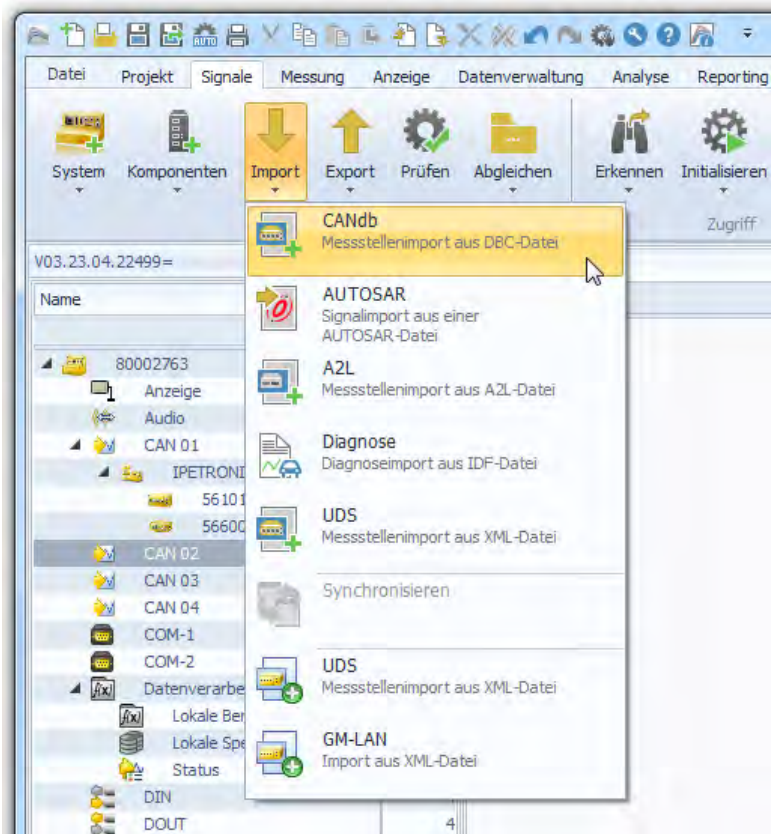 AUTO
Datei Projekt Signale Messung Anzeige Datenverwaltung Analyse Reporting
System Komponenten Import Export Prüfen Abgleichen Erkennen Initialisieren
Zugriff
CANdb
Messstellenimport aus DBC-Datei
V03.23.04.22499=
Name
AUTOSAR
Signalimport aus einer
AUTOSAR-Datei
80002763
A2L
Anzeige
Messstellenimport aus A2L-Datei
Audio
CAN 01
Diagnose
Diagnoseimport aus IDF-Datei
IPETRONI
56101
UDS
56600
Messstellenimport aus XML-Datei
CAN 02
CAN 03
Synchronisieren
CAN 04
COM-1
COM-2
UDS
Messstellenimport aus XML-Datei
Datenverarbe
Lokale Ber
Lokale Spe
GM-LAN
Import aus XML-Datei
Status
DIN
DOUT 4